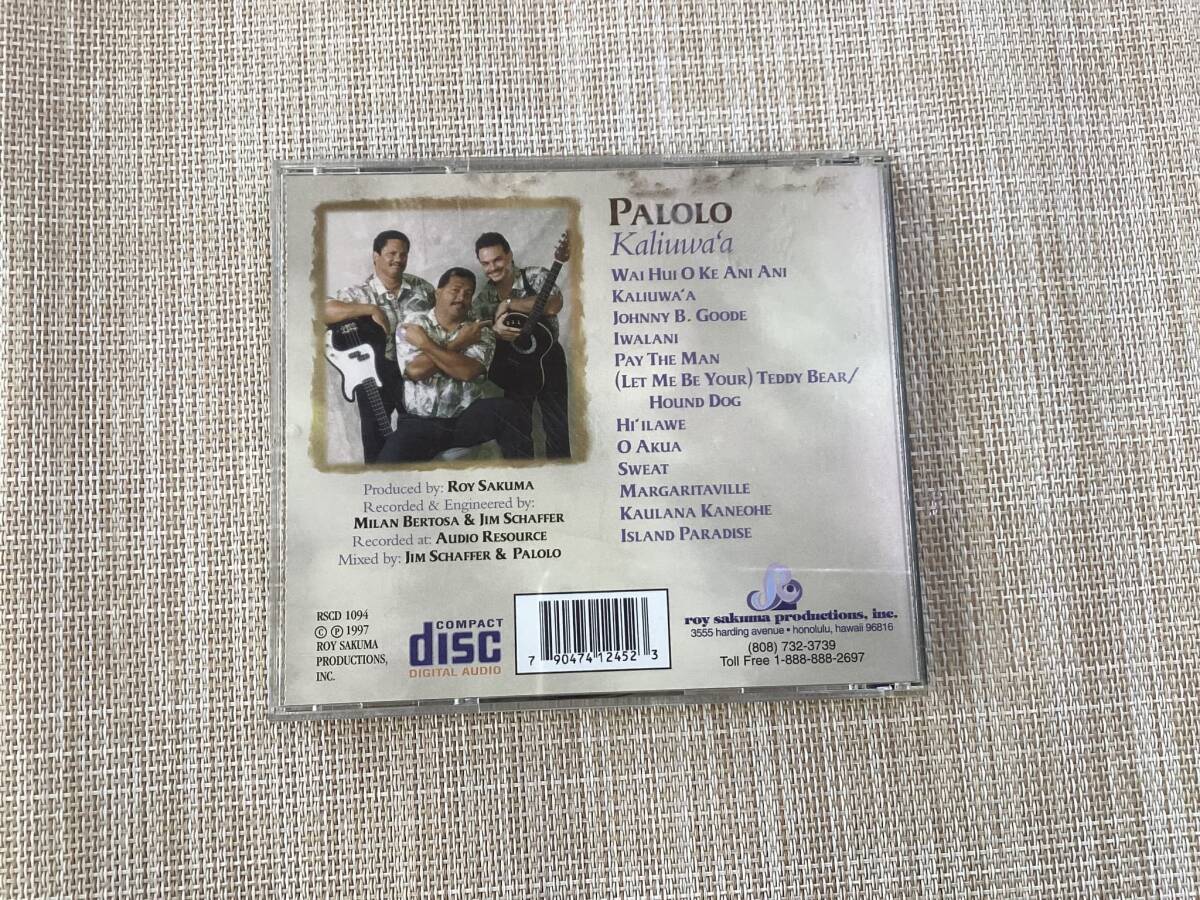 PALOLO
Kaliuwa‘a
WAI HUI O KE ANI ANI
KALIUWA‘A
JOHNNY B. GOODE
IWALANI
PAY THE MAN
(LET ME BE YOUR) TEDDY BEAR/
HOUND DOG
HI‘ILAWE
O AKUA
SWEAT
MARGARITAVILLE
KAULANA KANEOHE
ISLAND PARADISE
Produced by: ROY SAKUMA
Recorded & Engineered by:
MILAN BERTOSA & JIM SCHAFFER
Recorded at: AUDIO RESOURCE
Mixed by: JIM SCHAFFER & PALOLO
RSCD 1094
© ℗ 1997
ROY SAKUMA
PRODUCTIONS,
INC.
COMPACT
disc
DIGITAL AUDIO
7 90474 12452 3
roy sakuma productions, inc.
3555 harding avenue • honolulu, hawaii 96816
(808) 732-3739
Toll Free 1-888-888-2697